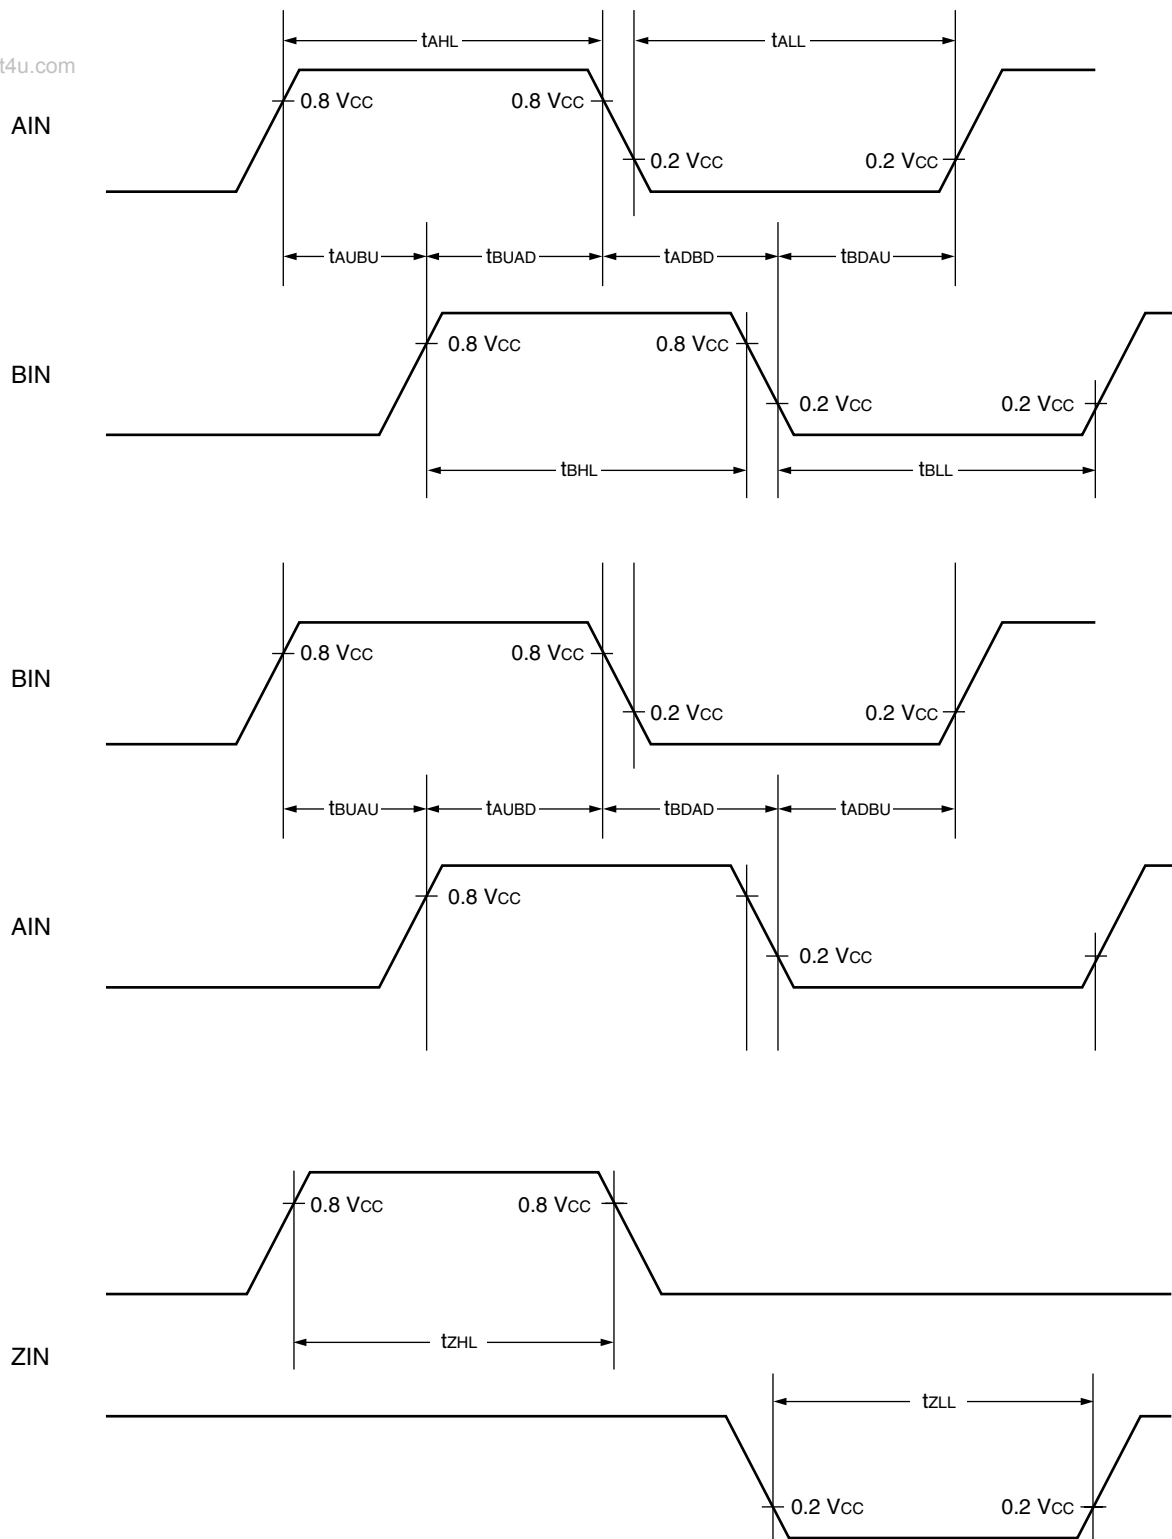 tAHL tALL
t4u.com
0.8 VCC 0.8 VCC
AIN
0.2 VCC 0.2 VCC
tAUBU tBUAD tADBD tBDAU
0.8 VCC 0.8 VCC
BIN
0.2 VCC 0.2 VCC
tBHL tBLL
0.8 VCC 0.8 VCC
BIN
0.2 VCC 0.2 VCC
tBUAU tAUBD tBDAD tADBU
0.8 VCC
AIN
0.2 VCC
0.8 VCC 0.8 VCC
tZHL
ZIN
tZLL
0.2 VCC 0.2 VCC